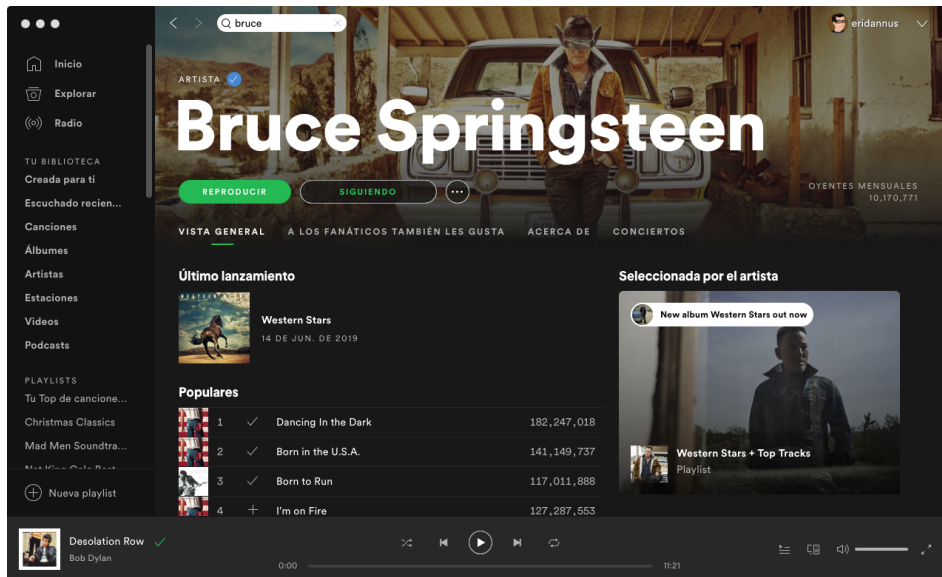 bruce
eridannus
Inicio
Explorar
Radio
TU BIBLIOTECA
Creada para ti
Escuchado recien...
Canciones
Álbumes
Artistas
Estaciones
Videos
Podcasts
PLAYLISTS
Tu Top de cancione...
Christmas Classics
Mad Men Soundtra...
Nueva playlist
ARTISTA
Bruce Springsteen
REPRODUCIR
SIGUIENDO
OYENTES MENSUALES
10,170,771
VISTA GENERAL A LOS FANÁTICOS TAMBIÉN LES GUSTA ACERCA DE CONCIERTOS
Último lanzamiento
Western Stars
14 DE JUN. DE 2019
Populares
1 Dancing In the Dark 182,247,018
2 Born in the U.S.A. 141,149,737
3 Born to Run 117,011,888
4 I'm on Fire 127,287,553
Seleccionada por el artista
New album Western Stars out now
Western Stars + Top Tracks
Playlist
Desolation Row
Bob Dylan
0:00
11:21